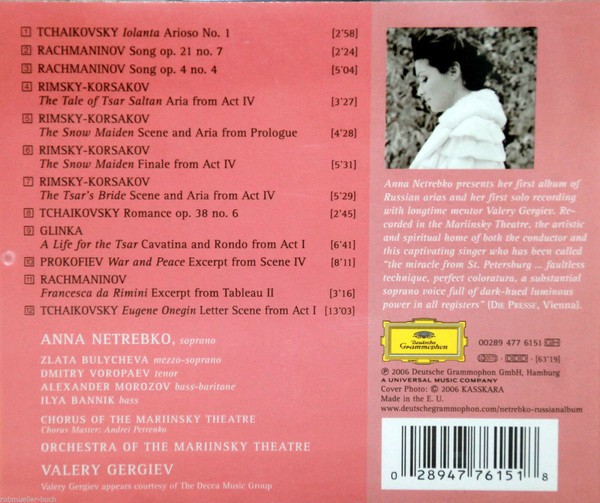 1 TCHAIKOVSKY Iolanta Arioso No. 1 [2'58]
2 RACHMANINOV Song op. 21 no. 7 [2'24]
3 RACHMANINOV Song op. 4 no. 4 [5'04]
4 RIMSKY-KORSAKOV
The Tale of Tsar Saltan Aria from Act IV [3'27]
5 RIMSKY-KORSAKOV
The Snow Maiden Scene and Aria from Prologue [4'28]
6 RIMSKY-KORSAKOV
The Snow Maiden Finale from Act IV [5'31]
7 RIMSKY-KORSAKOV
The Tsar's Bride Scene and Aria from Act IV [5'29]
8 TCHAIKOVSKY Romance op. 38 no. 6 [2'45]
9 GLINKA
A Life for the Tsar Cavatina and Rondo from Act I [6'41]
10 PROKOFIEV War and Peace Excerpt from Scene IV [8'11]
11 RACHMANINOV
Francesca da Rimini Excerpt from Tableau II [3'16]
12 TCHAIKOVSKY Eugene Onegin Letter Scene from Act I [13'03]
ANNA NETREBKO, soprano
ZLATA BULYCHEVA mezzo-soprano
DMITRY VOROPAEV tenor
ALEXANDER MOROZOV bass-baritone
ILYA BANNIK bass
CHORUS OF THE MARIINSKY THEATRE
Chorus Master: Andrei Petrenko
ORCHESTRA OF THE MARIINSKY THEATRE
VALERY GERGIEV
Valery Gergiev appears courtesy of The Decca Music Group
Anna Netrebko presents her first album of
Russian arias and her first solo recording
with longtime mentor Valery Gergiev. Re-
corded in the Mariinsky Theatre, the artistic
and spiritual home of both the conductor and
this captivating singer who has been called
"the miracle from St. Petersburg ... faultless
technique, perfect coloratura, a substantial
soprano voice full of dark-hued luminous
power in all registers" (DIE PRESSE, Vienna).
Deutsche
Grammophon
00289 477 6151 GH
[63'19]
℗ 2006 Deutsche Grammophon GmbH, Hamburg
A UNIVERSAL MUSIC COMPANY
Cover Photo: © 2006 KASSKARA
Made in the E. U.
www.deutschegrammophon.com/netrebko-russianalbum
0 28947 76151 8